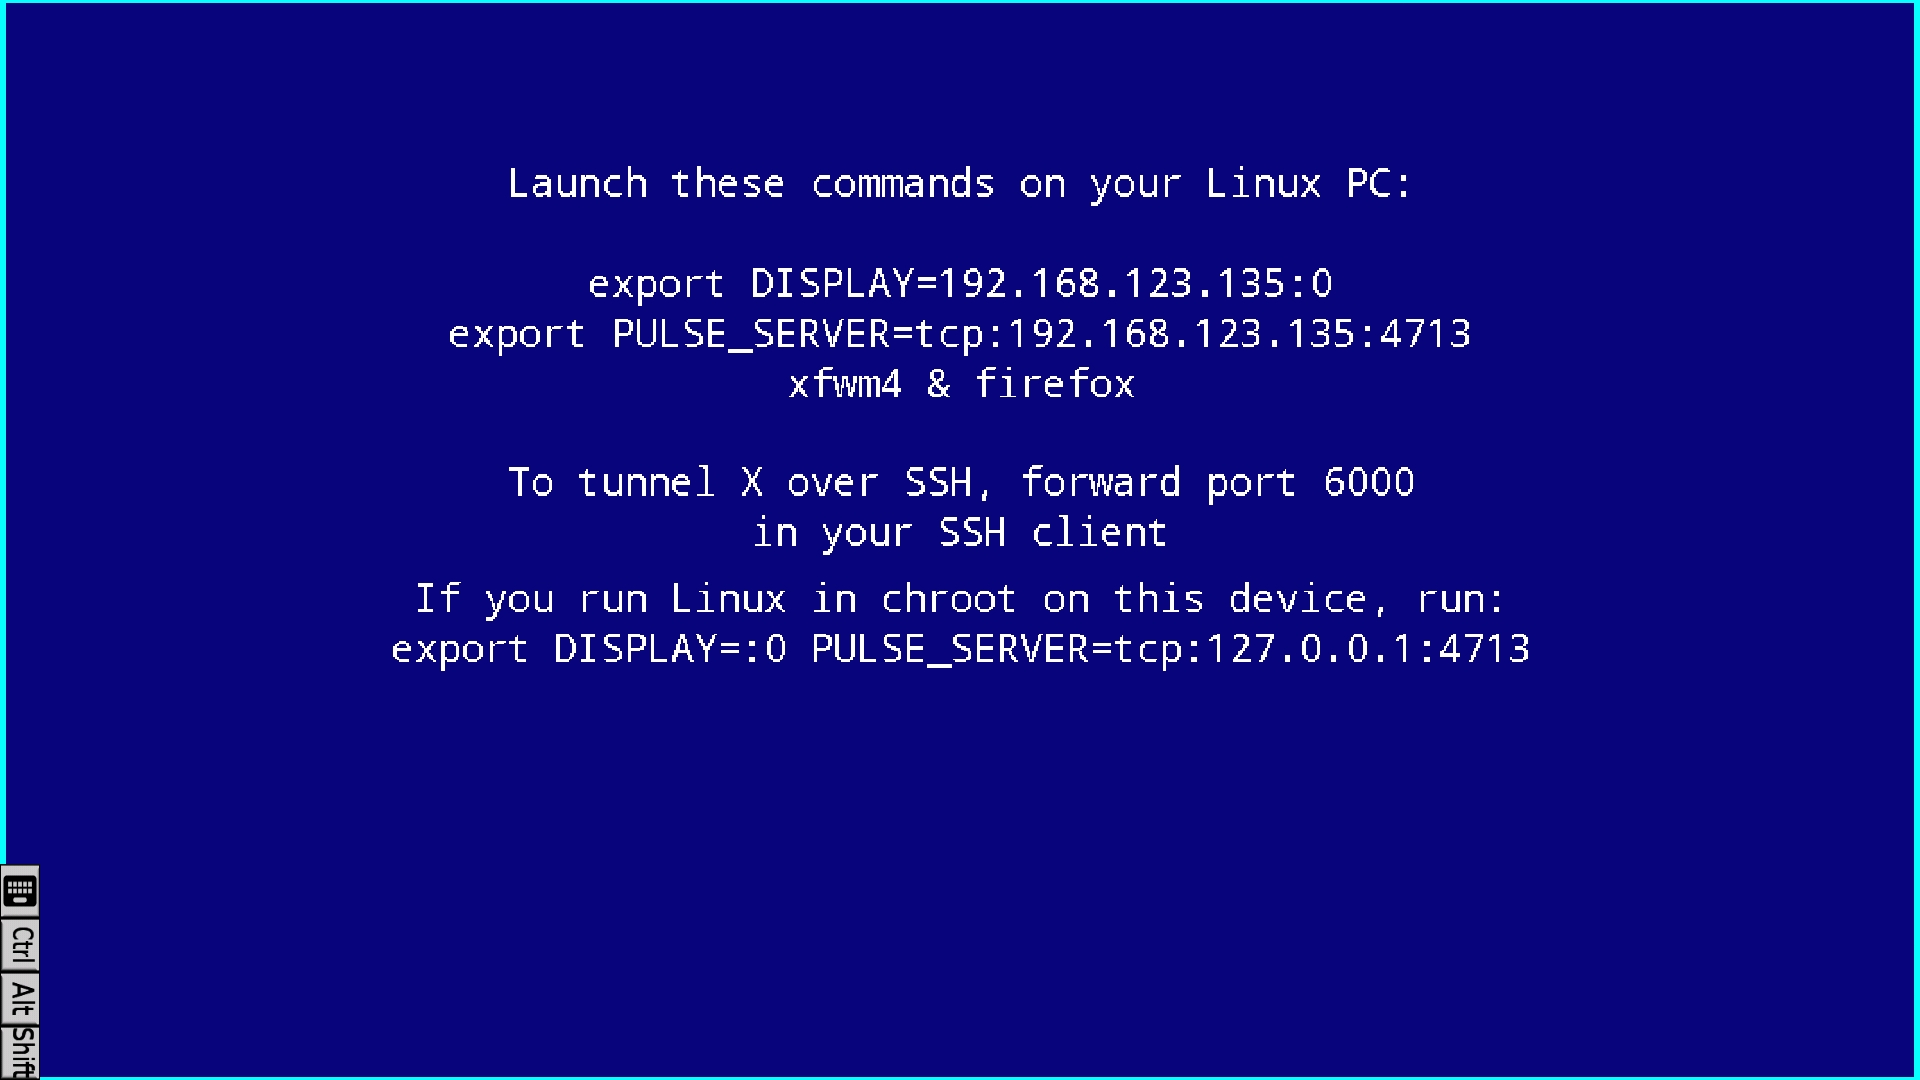 Launch these commands on your Linux PC:
export DISPLAY=192.168.123.135:0
export PULSE_SERVER=tcp:192.168.123.135:4713
xfwm4 & firefox
To tunnel X over SSH, forward port 6000
in your SSH client
If you run Linux in chroot on this device, run:
export DISPLAY=:0 PULSE_SERVER=tcp:127.0.0.1:4713
Ctrl
Alt
Shift